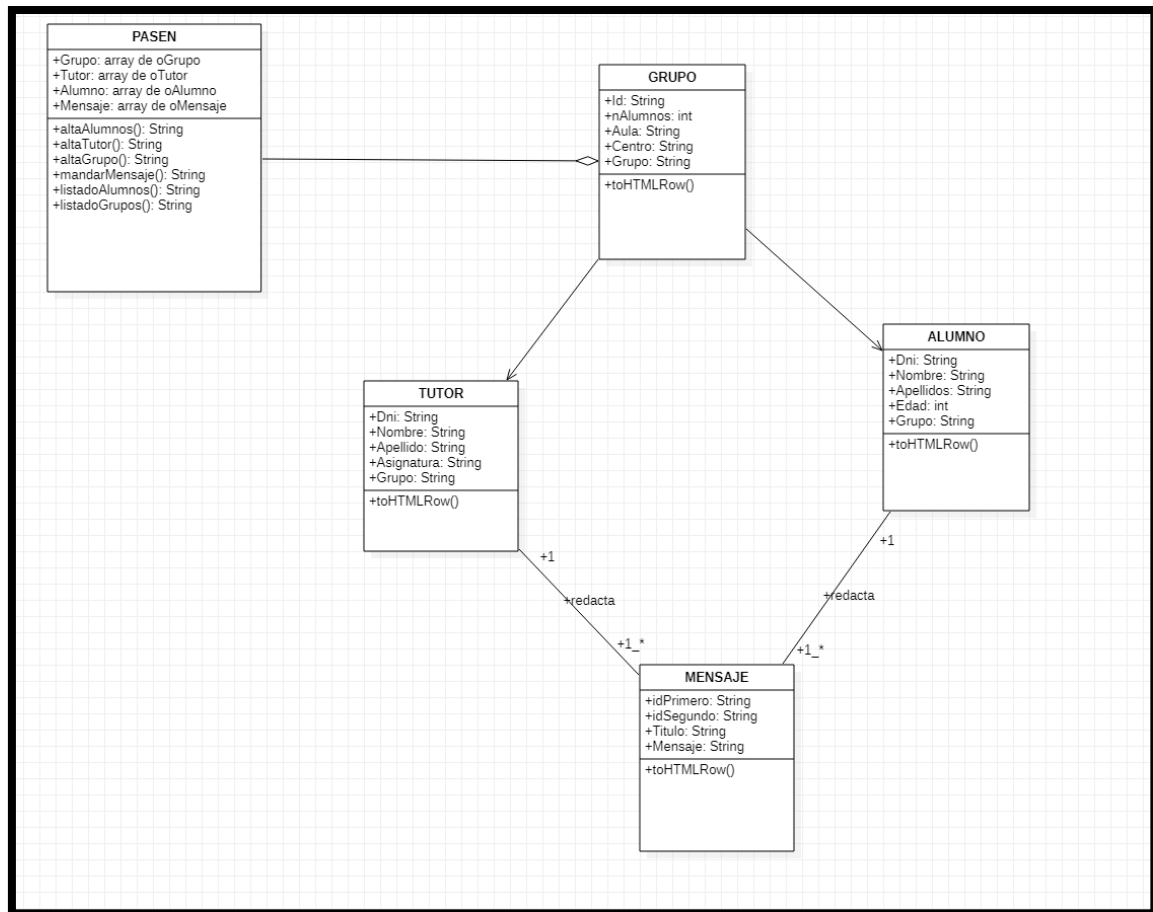 PASEN
+Grupo: array de oGrupo
+Tutor: array de oTutor
+Alumno: array de oAlumno
+Mensaje: array de oMensaje
+altaAlumnos(): String
+altaTutor(): String
+altaGrupo(): String
+mandarMensaje(): String
+listadoAlumnos(): String
+listadoGrupos(): String
GRUPO
+Id: String
+nAlumnos: int
+Aula: String
+Centro: String
+Grupo: String
+toHTMLRow()
TUTOR
+Dni: String
+Nombre: String
+Apellido: String
+Asignatura: String
+Grupo: String
+toHTMLRow()
ALUMNO
+Dni: String
+Nombre: String
+Apellidos: String
+Edad: int
+Grupo: String
+toHTMLRow()
+1
+redacta
+1_*
+1
+redacta
+1_*
MENSAJE
+idPrimero: String
+idSegundo: String
+Titulo: String
+Mensaje: String
+toHTMLRow()